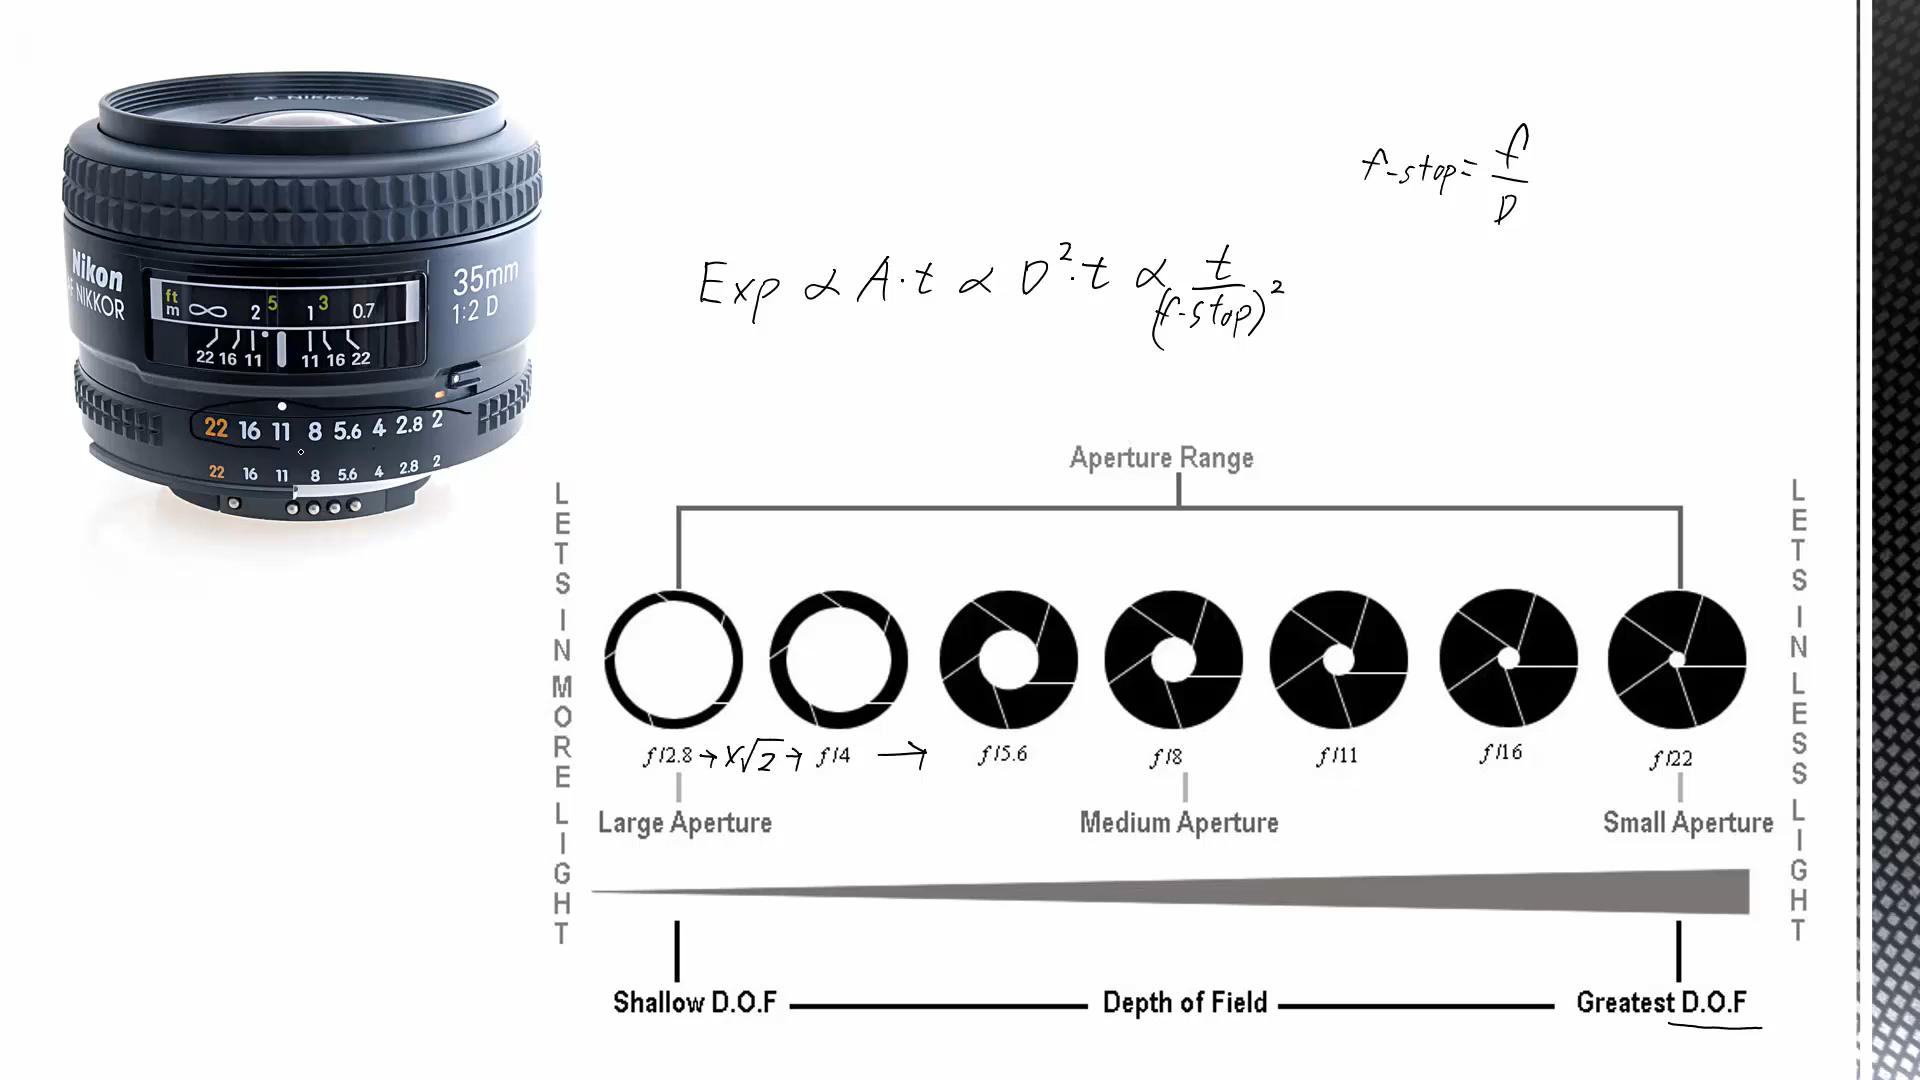 AF NIKKOR
f-stop = f/D
Exp ∝ A·t ∝ D²·t ∝ t/(f-stop)²
Nikon
AF NIKKOR
35mm
1:2 D
ft 5 3
m ∞ 2 1 0.7
22 16 11 11 16 22
22 16 11 8 5.6 4 2.8 2
22 16 11 8 5.6 4 2.8 2
Aperture Range
LETS IN MORE LIGHT
LETS IN LESS LIGHT
f/2.8 → x√2 → f/4 → f/5.6 f/8 f/11 f/16 f/22
Large Aperture Medium Aperture Small Aperture
Shallow D.O.F Depth of Field Greatest D.O.F